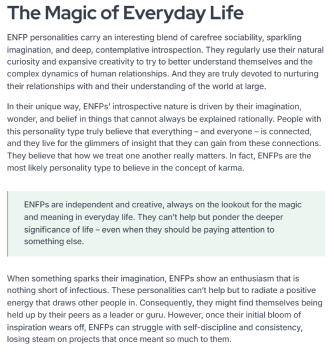 The Magic of Everyday Life
ENFP personalities carry an interesting blend of carefree sociability, sparkling
imagination, and deep, contemplative introspection. They regularly use their natural
curiosity and expansive creativity to try to better understand themselves and the
complex dynamics of human relationships. And they are truly devoted to nurturing
their relationships with and their understanding of the world at large.
In their unique way, ENFPs' introspective nature is driven by their imagination,
wonder, and belief in things that cannot always be explained rationally. People with
this personality type truly believe that everything – and everyone – is connected,
and they live for the glimmers of insight that they can gain from these connections.
They believe that how we treat one another really matters. In fact, ENFPs are the
most likely personality type to believe in the concept of karma.
ENFPs are independent and creative, always on the lookout for the magic
and meaning in everyday life. They can't help but ponder the deeper
significance of life – even when they should be paying attention to
something else.
When something sparks their imagination, ENFPs show an enthusiasm that is
nothing short of infectious. These personalities can't help but to radiate a positive
energy that draws other people in. Consequently, they might find themselves being
held up by their peers as a leader or guru. However, once their initial bloom of
inspiration wears off, ENFPs can struggle with self-discipline and consistency,
losing steam on projects that once meant so much to them.